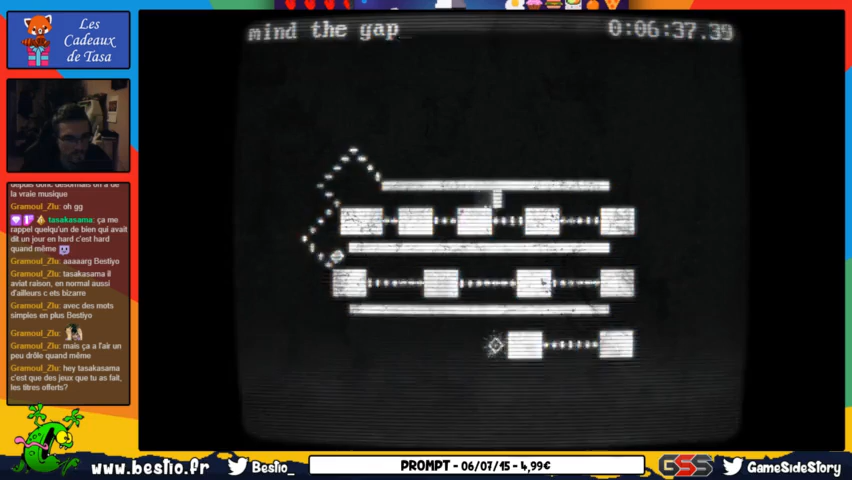 Les
Cadeaux
de Tasa
mind the gap_
0:06:37.39
depuis donc désormais on a de
la vraie musique
Gramoul_Zlu: oh gg
tasakasama: ça me
rappel quelqu'un de bien qui avait
dit un jour en hard c'est hard
quand même
Gramoul_Zlu: aaaarg Bestiyo
Gramoul_Zlu: tasakasama il
aviat raison, en normal aussi
d'ailleurs c ets bizarro
Gramoul_Zlu: avec des mots
simples en plus Bestiyo
Gramoul_Zlu:
Gramoul_Zlu: mais ça a l'air un
peu drôle quand même
Gramoul_Zlu: hey tasakasama
c'est que des jeux que tu as fait,
les titres offerts?
www.bestio.fr
Bestio_
PROMPT - 06/07/15 - 4,99€
GSS
GameSideStory